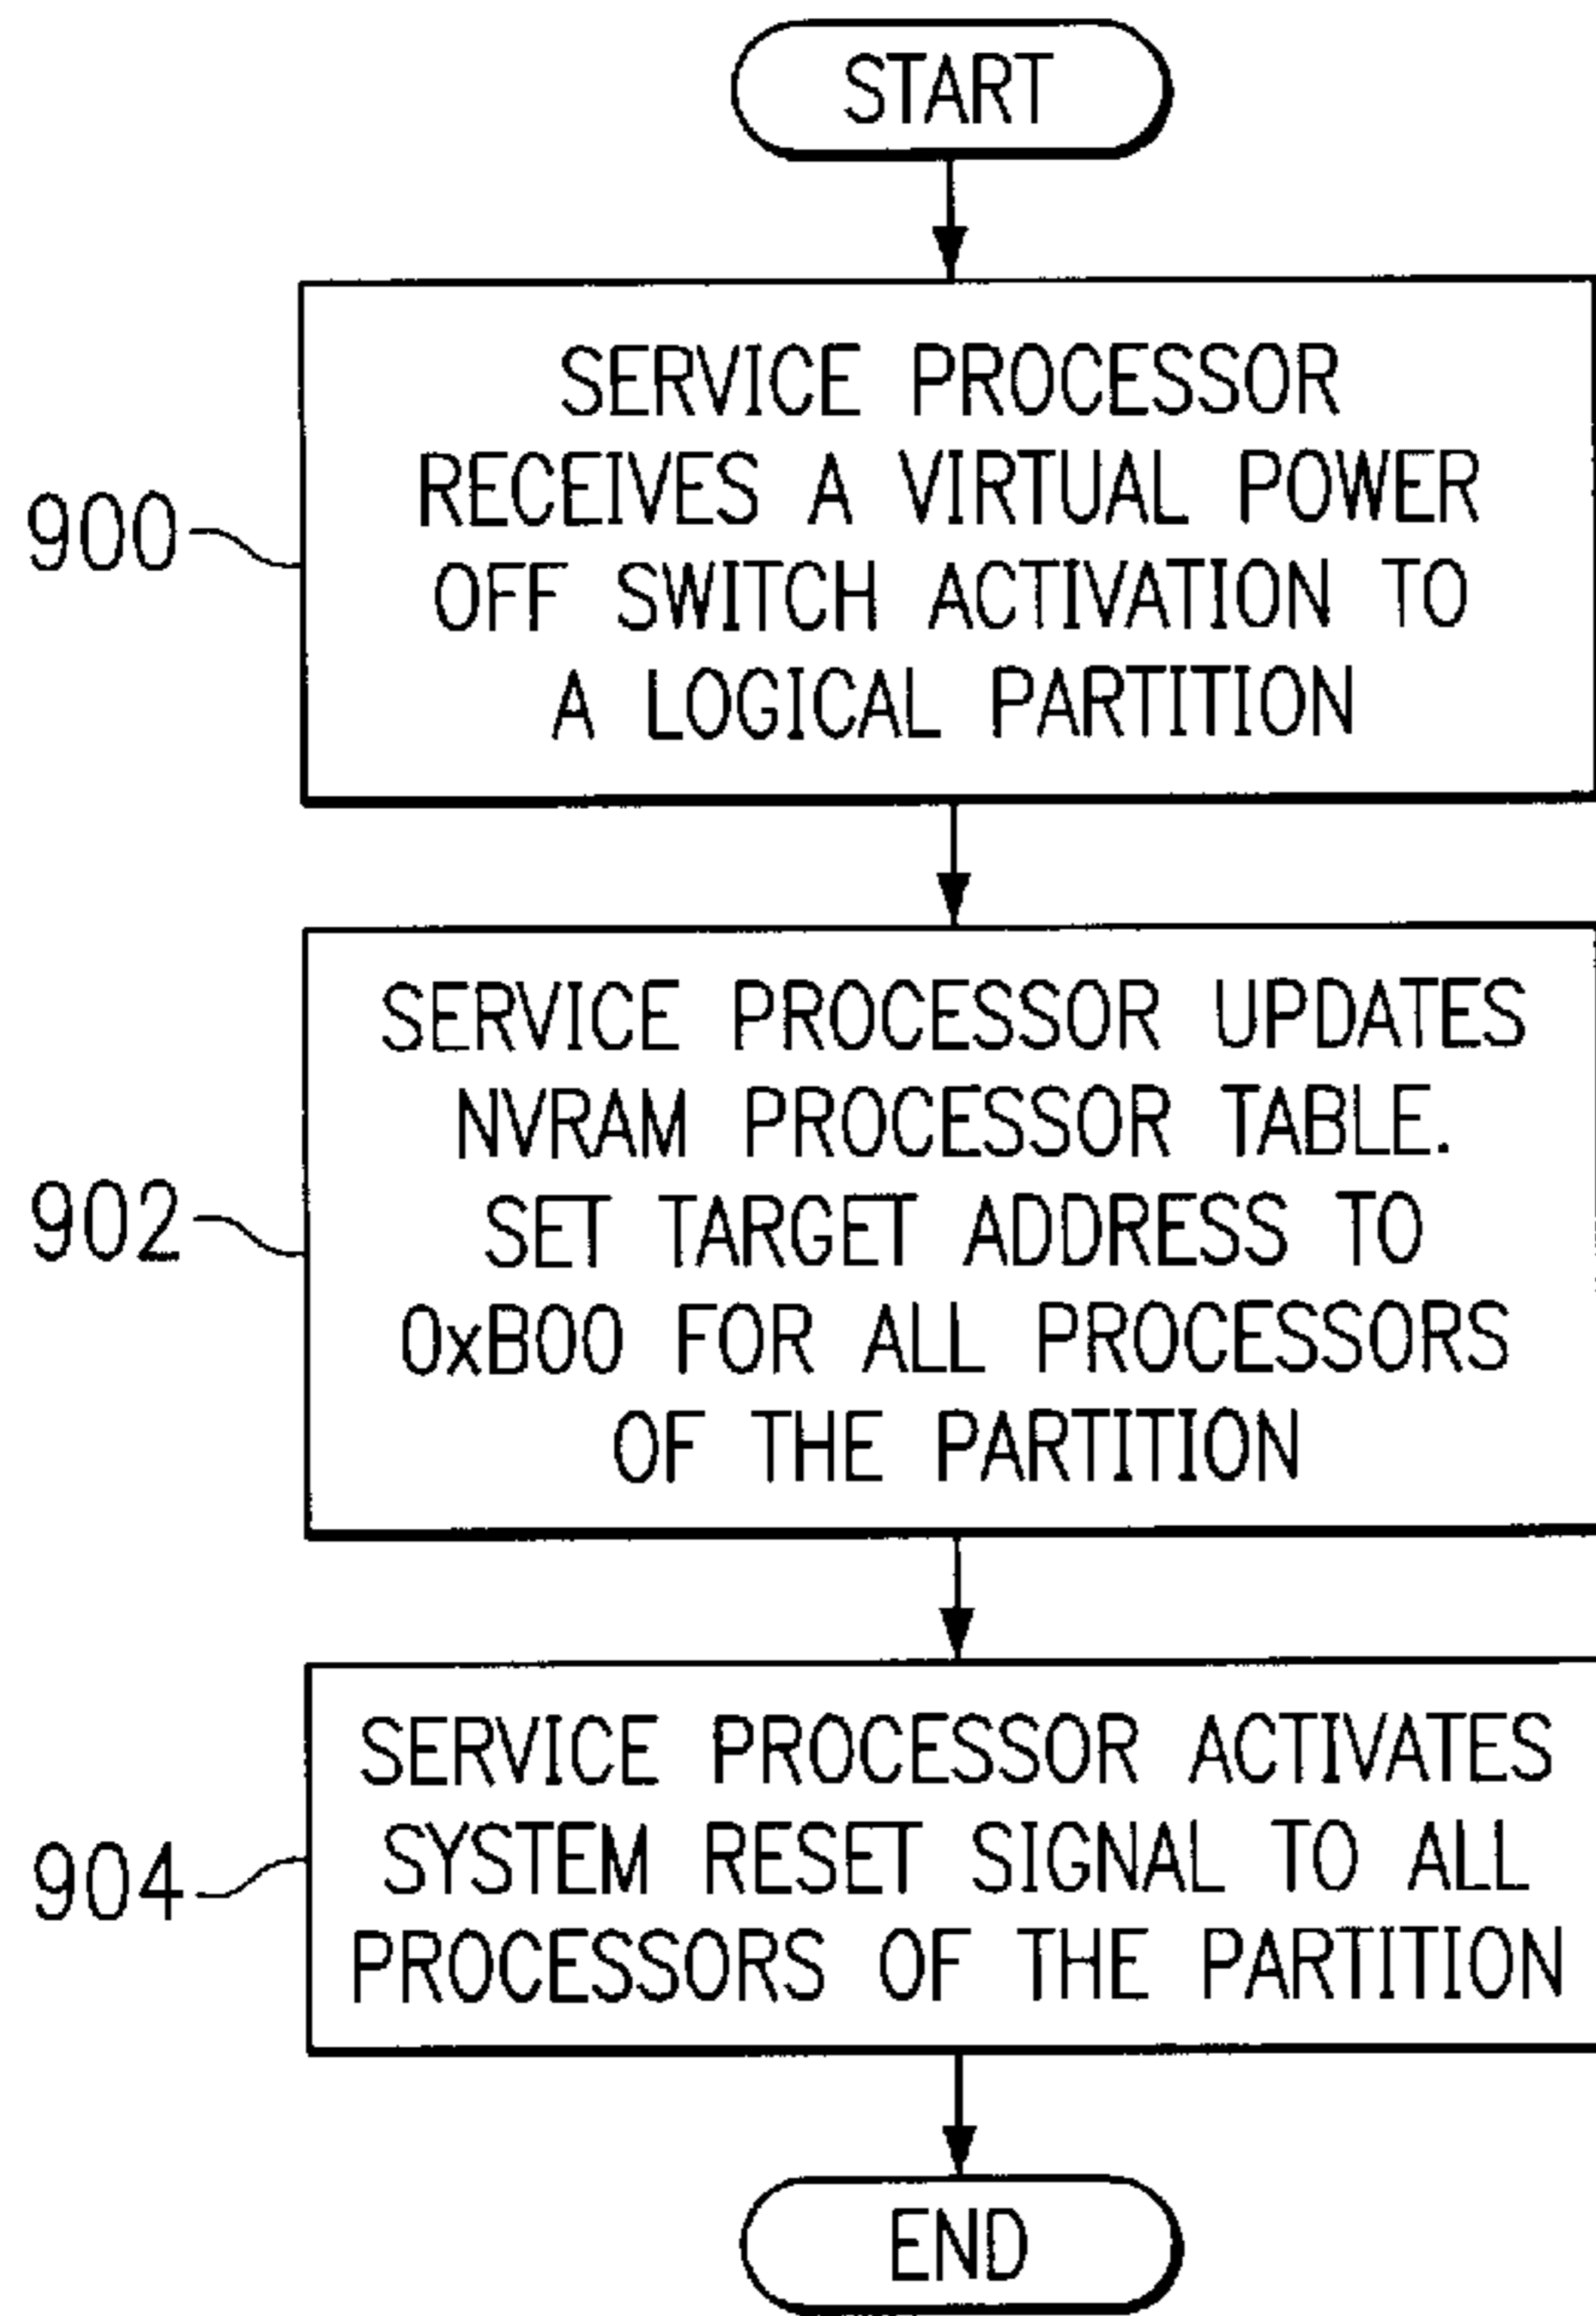 START
900
SERVICE PROCESSOR
RECEIVES A VIRTUAL POWER
OFF SWITCH ACTIVATION TO
A LOGICAL PARTITION
902
SERVICE PROCESSOR UPDATES
NVRAM PROCESSOR TABLE.
SET TARGET ADDRESS TO
0xB00 FOR ALL PROCESSORS
OF THE PARTITION
904
SERVICE PROCESSOR ACTIVATES
SYSTEM RESET SIGNAL TO ALL
PROCESSORS OF THE PARTITION
END